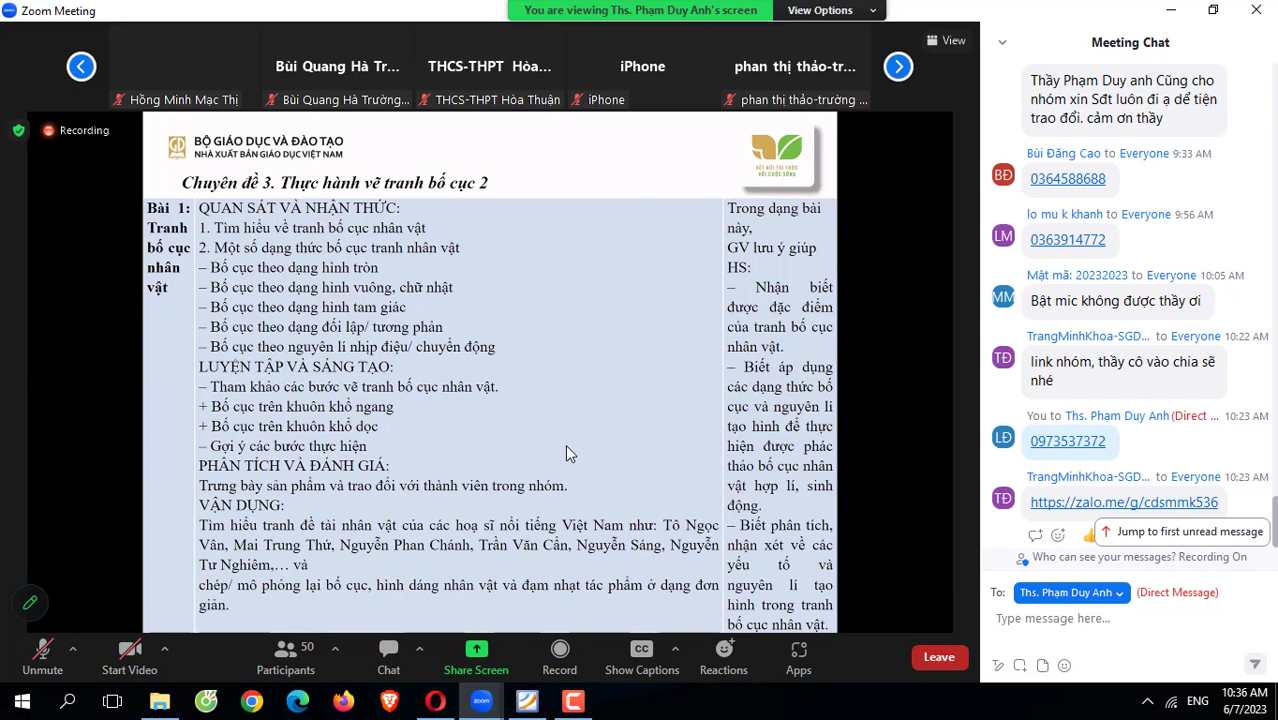 Zoom Meeting
You are viewing Ths. Phạm Duy Anh's screen
View Options
View
Bùi Quang Hà Tr...
THCS-THPT Hòa...
iPhone
phan thị thảo-tr...
Hồng Minh Mạc Thị
Bùi Quang Hà Trường...
THCS-THPT Hòa Thuận
iPhone
phan thị thảo-trường ...
Recording
BỘ GIÁO DỤC VÀ ĐÀO TẠO
NHÀ XUẤT BẢN GIÁO DỤC VIỆT NAM
KẾT NỐI TRI THỨC
VỚI CUỘC SỐNG
Chuyên đề 3. Thực hành vẽ tranh bố cục 2
Bài 1:
Tranh
bố cục
nhân
vật
QUAN SÁT VÀ NHẬN THỨC:
1. Tìm hiểu về tranh bố cục nhân vật
2. Một số dạng thức bố cục tranh nhân vật
– Bố cục theo dạng hình tròn
– Bố cục theo dạng hình vuông, chữ nhật
– Bố cục theo dạng hình tam giác
– Bố cục theo dạng đối lập/ tương phản
– Bố cục theo nguyên lí nhịp điệu/ chuyển động
LUYỆN TẬP VÀ SÁNG TẠO:
– Tham khảo các bước vẽ tranh bố cục nhân vật.
+ Bố cục trên khuôn khổ ngang
+ Bố cục trên khuôn khổ dọc
– Gợi ý các bước thực hiện
PHÂN TÍCH VÀ ĐÁNH GIÁ:
Trưng bày sản phẩm và trao đổi với thành viên trong nhóm.
VẬN DỤNG:
Tìm hiểu tranh đề tài nhân vật của các hoạ sĩ nổi tiếng Việt Nam như: Tô Ngọc
Vân, Mai Trung Thứ, Nguyễn Phan Chánh, Trần Văn Cẩn, Nguyễn Sáng, Nguyễn
Tư Nghiêm,... và
chép/ mô phỏng lại bố cục, hình dáng nhân vật và đậm nhạt tác phẩm ở dạng đơn
giản.
Trong dạng bài
này,
GV lưu ý giúp
HS:
– Nhận biết
được đặc điểm
của tranh bố cục
nhân vật.
– Biết áp dụng
các dạng thức bố
cục và nguyên lí
tạo hình để thực
hiện được phác
thảo bố cục nhân
vật hợp lí, sinh
động.
– Biết phân tích,
nhận xét về các
yếu tố và
nguyên lí tạo
hình trong tranh
bố cục nhân vật.
Unmute
Start Video
50
Participants
Chat
Share Screen
Record
CC
Show Captions
Reactions
Apps
Leave
Meeting Chat
Thầy Phạm Duy anh Cũng cho
nhóm xin Sđt luôn đi ạ dể tiện
trao đổi. cảm ơn thầy
Bùi Đăng Cao to Everyone 9:33 AM
BĐ
0364588688
lo mu k khanh to Everyone 9:56 AM
LM
0363914772
Mật mã: 20232023 to Everyone 10:05 AM
MM
Bật mic không được thầy ơi
TrangMinhKhoa-SGD... to Everyone 10:22 AM
TĐ
link nhóm, thầy cô vào chia sẽ
nhé
You to Ths. Phạm Duy Anh (Direct ... 10:23 AM
LĐ
0973537372
TrangMinhKhoa-SGD... to Everyone 10:23 AM
TĐ
https://zalo.me/g/cdsmmk536
Jump to first unread message
Who can see your messages? Recording On
To: Ths. Phạm Duy Anh (Direct Message)
Type message here...
ENG
10:36 AM
6/7/2023